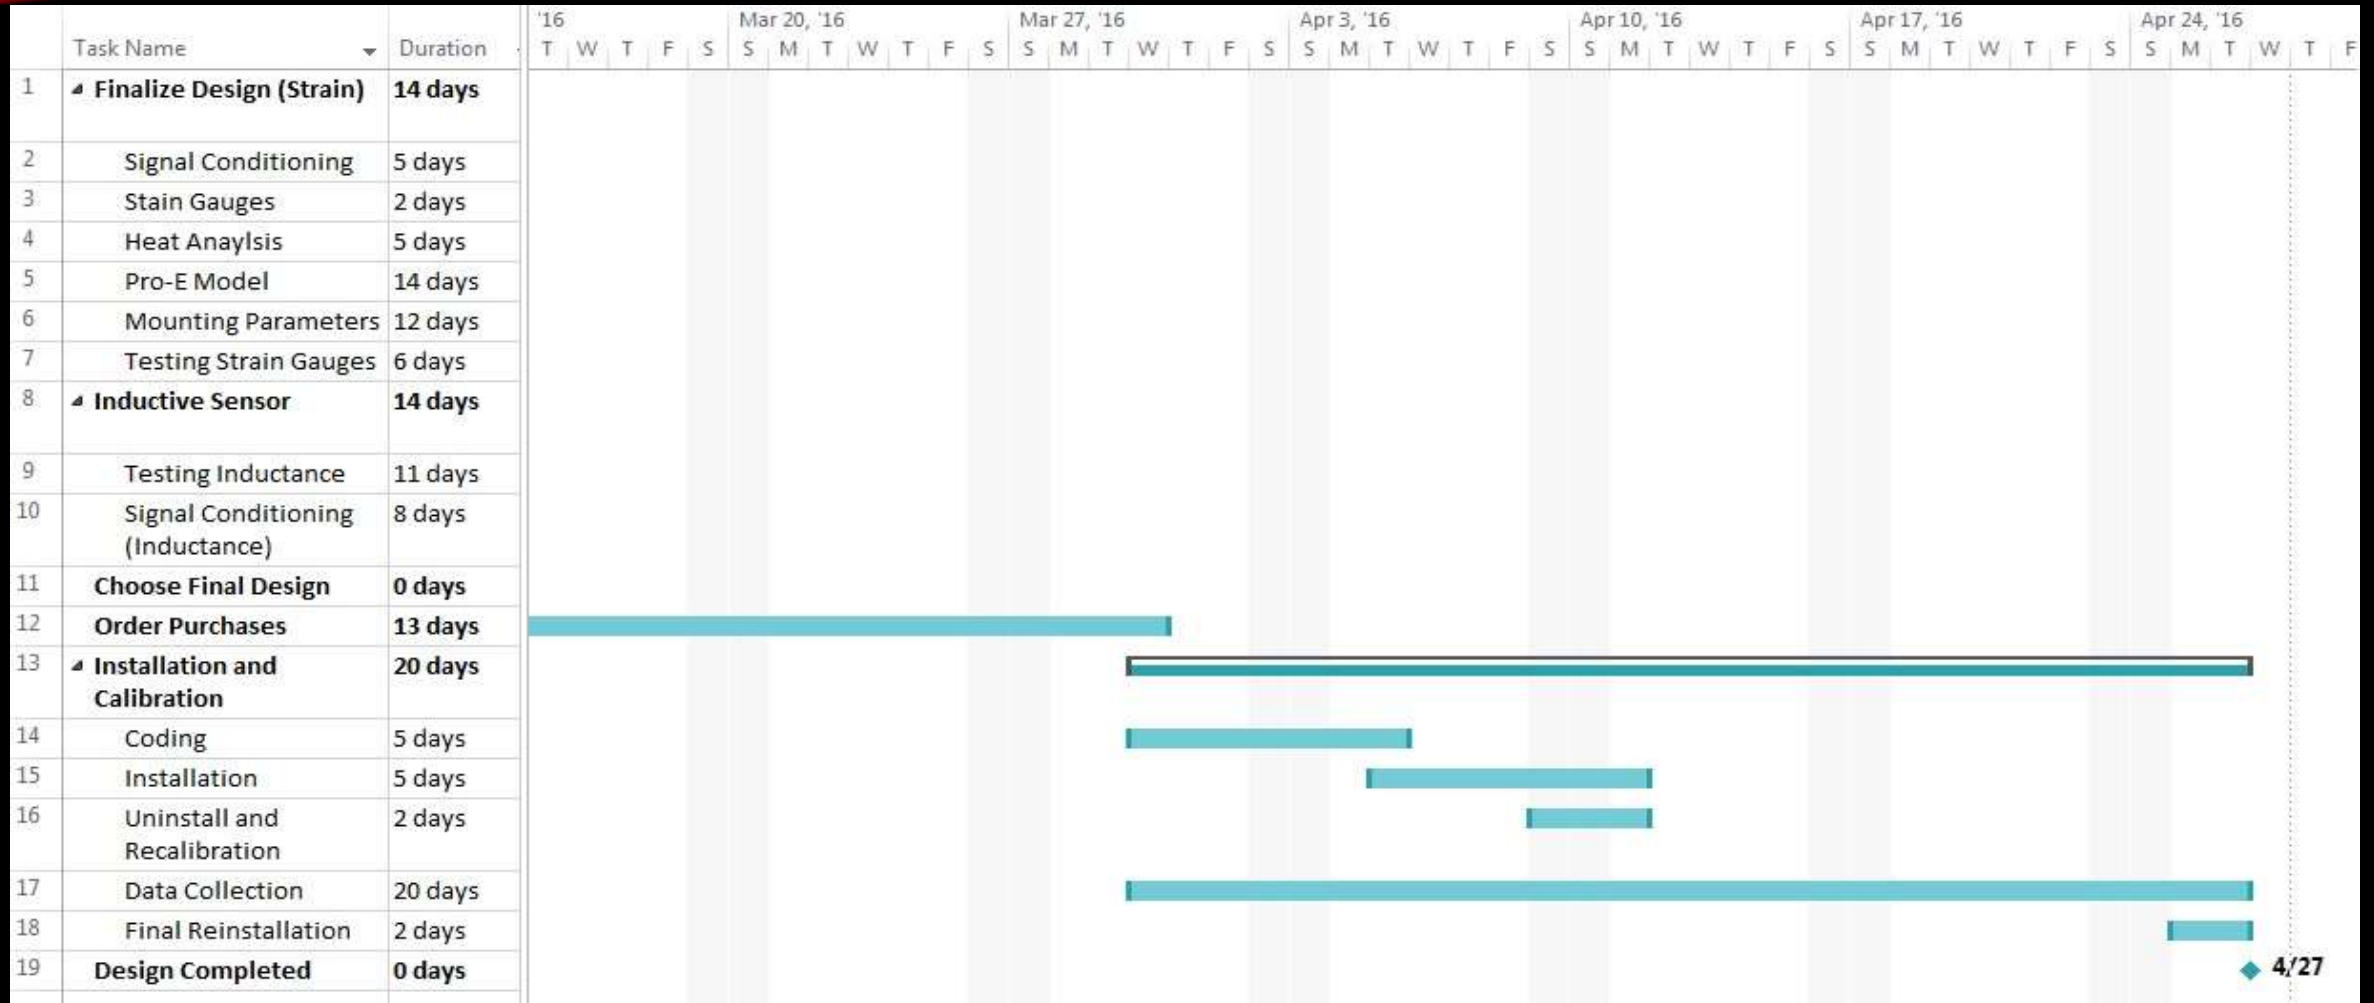 '16 Mar 20, '16 Mar 27, '16 Apr 3, '16 Apr 10, '16 Apr 17, '16 Apr 24, '16
Task Name Duration T W T F S S M T W T F S S M T W T F S S M T W T F S S M T W T F S S M T W T F S S M T W T F
1 Finalize Design (Strain) 14 days
2 Signal Conditioning 5 days
3 Stain Gauges 2 days
4 Heat Anaylsis 5 days
5 Pro-E Model 14 days
6 Mounting Parameters 12 days
7 Testing Strain Gauges 6 days
8 Inductive Sensor 14 days
9 Testing Inductance 11 days
10 Signal Conditioning 8 days
(Inductance)
11 Choose Final Design 0 days
12 Order Purchases 13 days
13 Installation and 20 days
Calibration
14 Coding 5 days
15 Installation 5 days
16 Uninstall and 2 days
Recalibration
17 Data Collection 20 days
18 Final Reinstallation 2 days
19 Design Completed 0 days 4/27